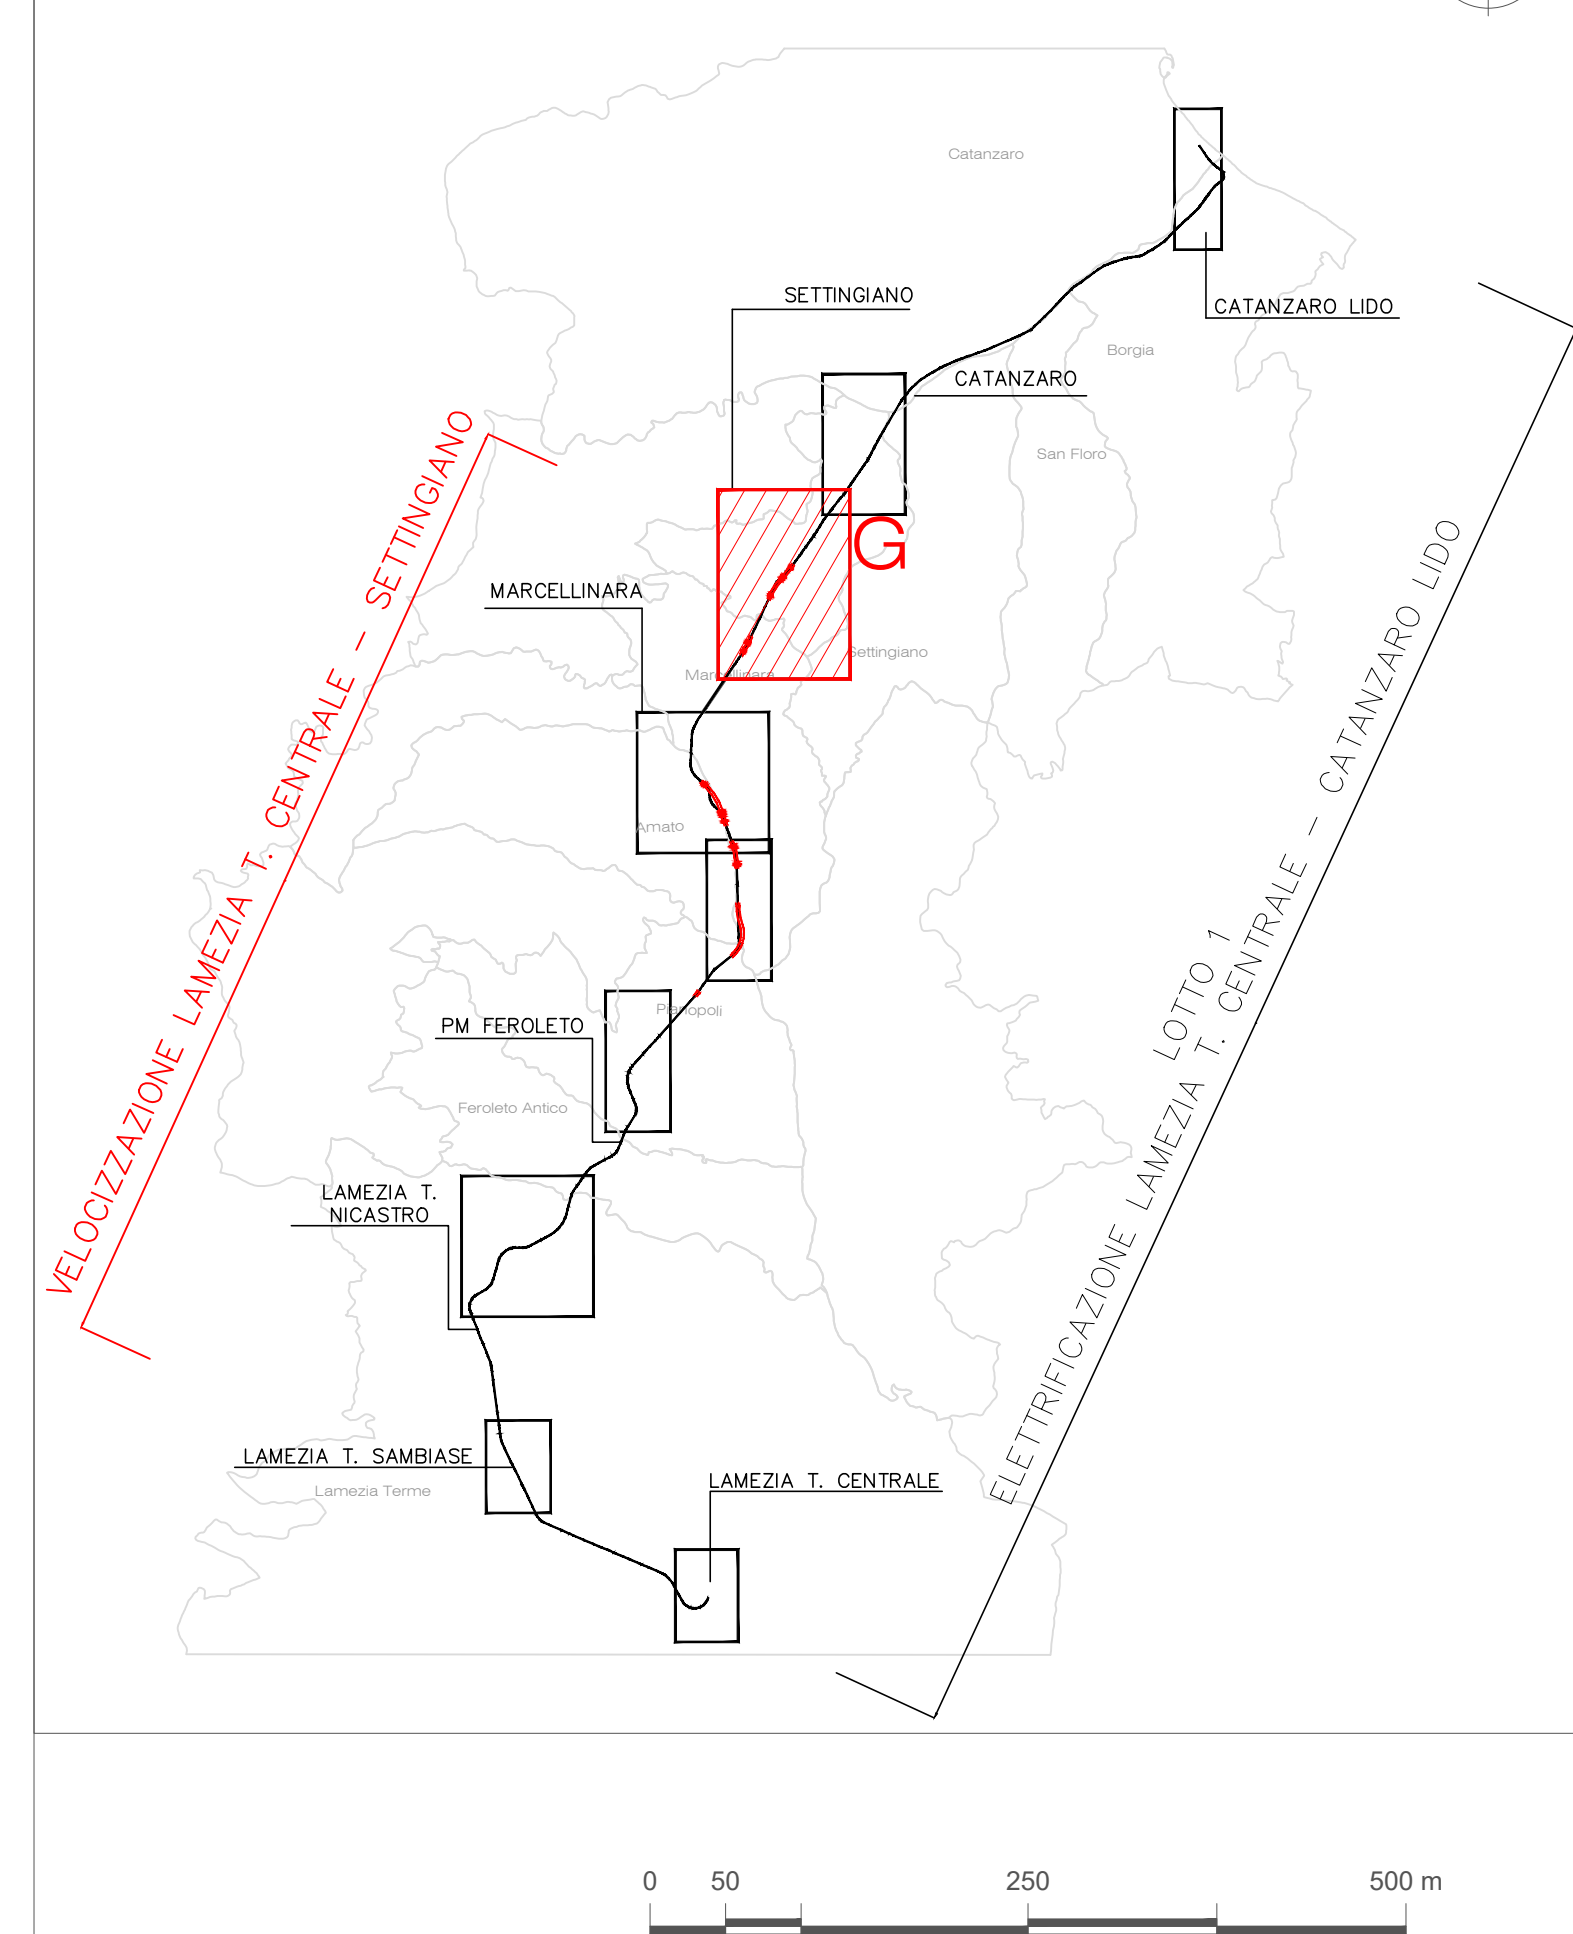 Catanzaro
SETTINGIANO
CATANZARO LIDO
Borgia
CATANZARO
San Floro
G
MARCELLINARA
Settingiano
Marcellinara
Amato
Pianopoli
PM FEROLETO
Feroleto Antico
LAMEZIA T.
NICASTRO
LAMEZIA T. SAMBIASE
Lamezia Terme
LAMEZIA T. CENTRALE
VELOCIZZAZIONE LAMEZIA T. CENTRALE - SETTINGIANO
LOTTO 1
ELETTRIFICAZIONE LAMEZIA T. CENTRALE - CATANZARO LIDO
0 50 250 500 m